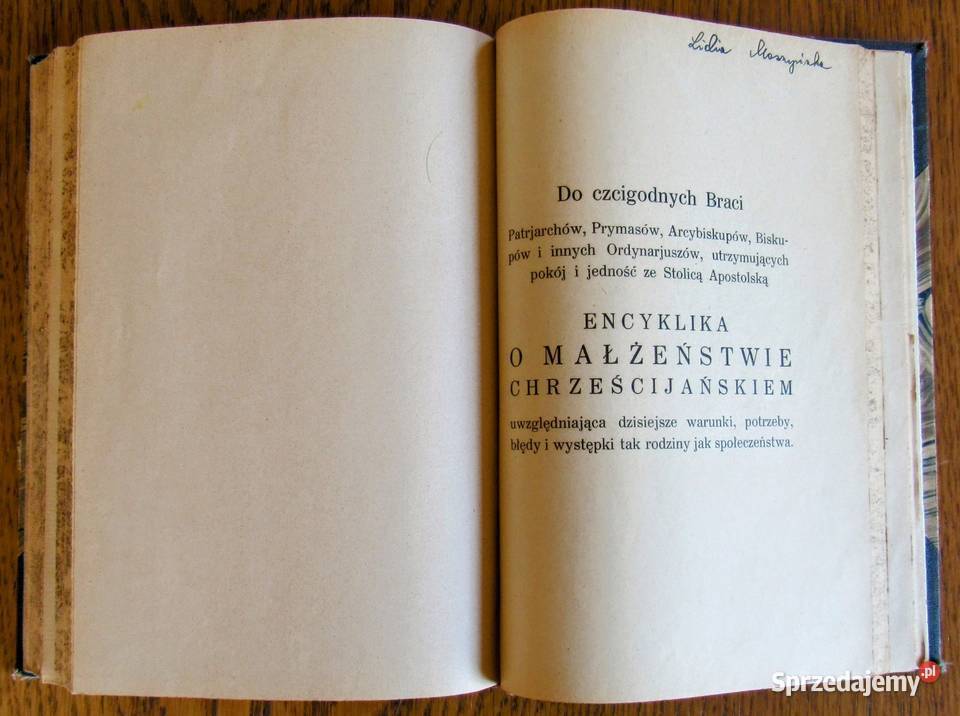 Lidia Moszyńska
Do czcigodnych Braci
Patrjarchów, Prymasów, Arcybiskupów, Bisku-
pów i innych Ordynarjuszów, utrzymujących
pokój i jedność ze Stolicą Apostolską
ENCYKLIKA
O MAŁŻEŃSTWIE
CHRZEŚCIJAŃSKIEM
uwzględniająca dzisiejsze warunki, potrzeby,
błędy i występki tak rodziny jak społeczeństwa.
Sprzedajemy.pl